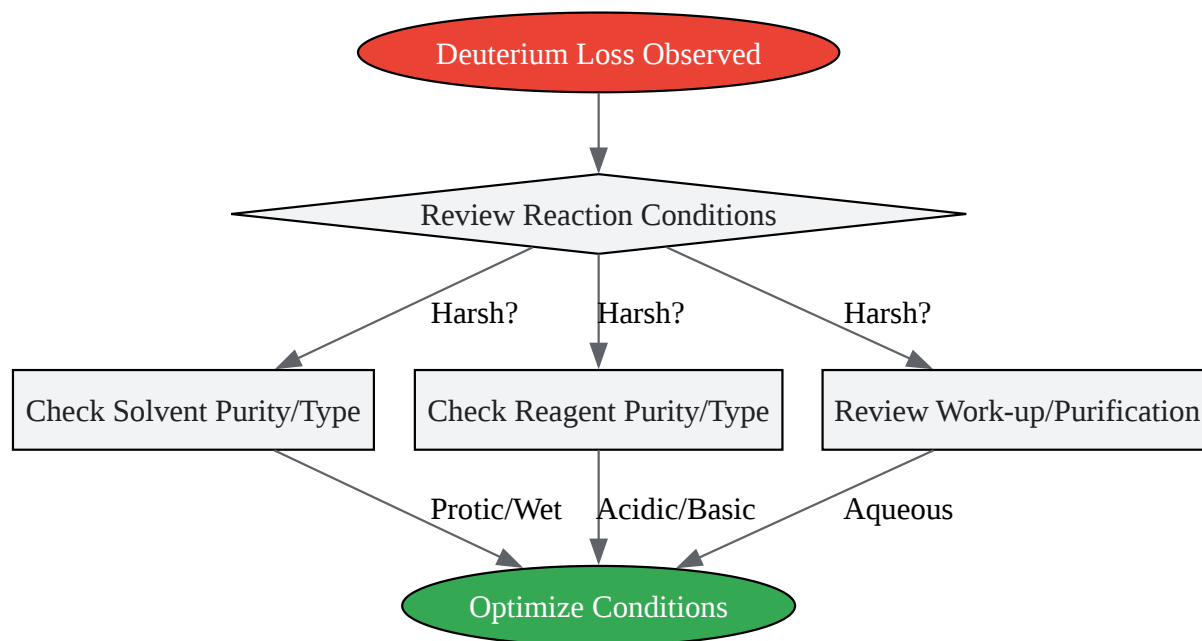 Deuterium Loss Observed
Review Reaction Conditions
Harsh?
Harsh?
Harsh?
Check Solvent Purity/Type
Check Reagent Purity/Type
Review Work-up/Purification
Protic/Wet
Acidic/Basic
Aqueous
Optimize Conditions